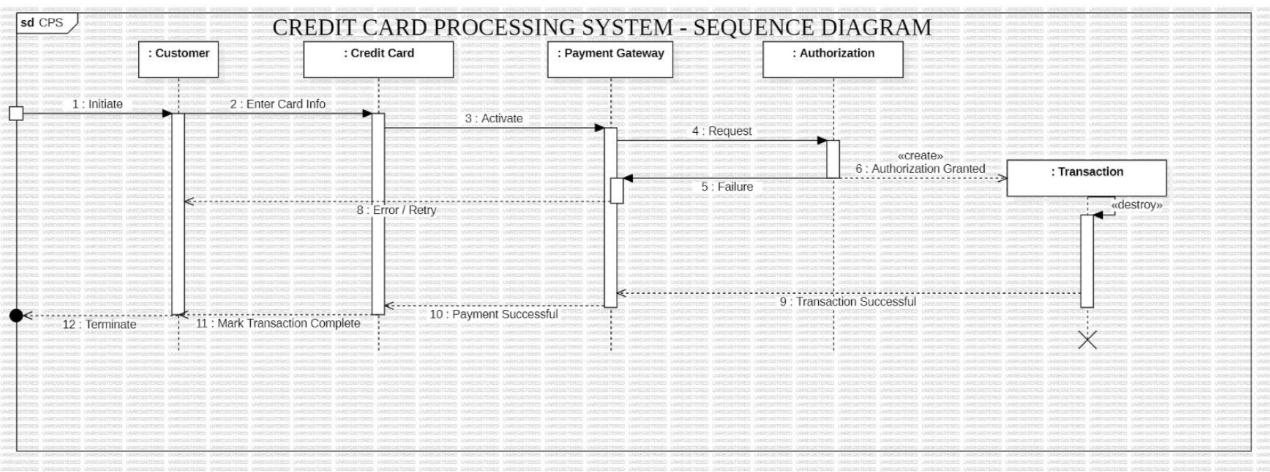 sd CPS
CREDIT CARD PROCESSING SYSTEM - SEQUENCE DIAGRAM
: Customer
: Credit Card
: Payment Gateway
: Authorization
1 : Initiate
2 : Enter Card Info
3 : Activate
4 : Request
«create»
6 : Authorization Granted
: Transaction
5 : Failure
«destroy»
8 : Error / Retry
9 : Transaction Successful
10 : Payment Successful
11 : Mark Transaction Complete
12 : Terminate